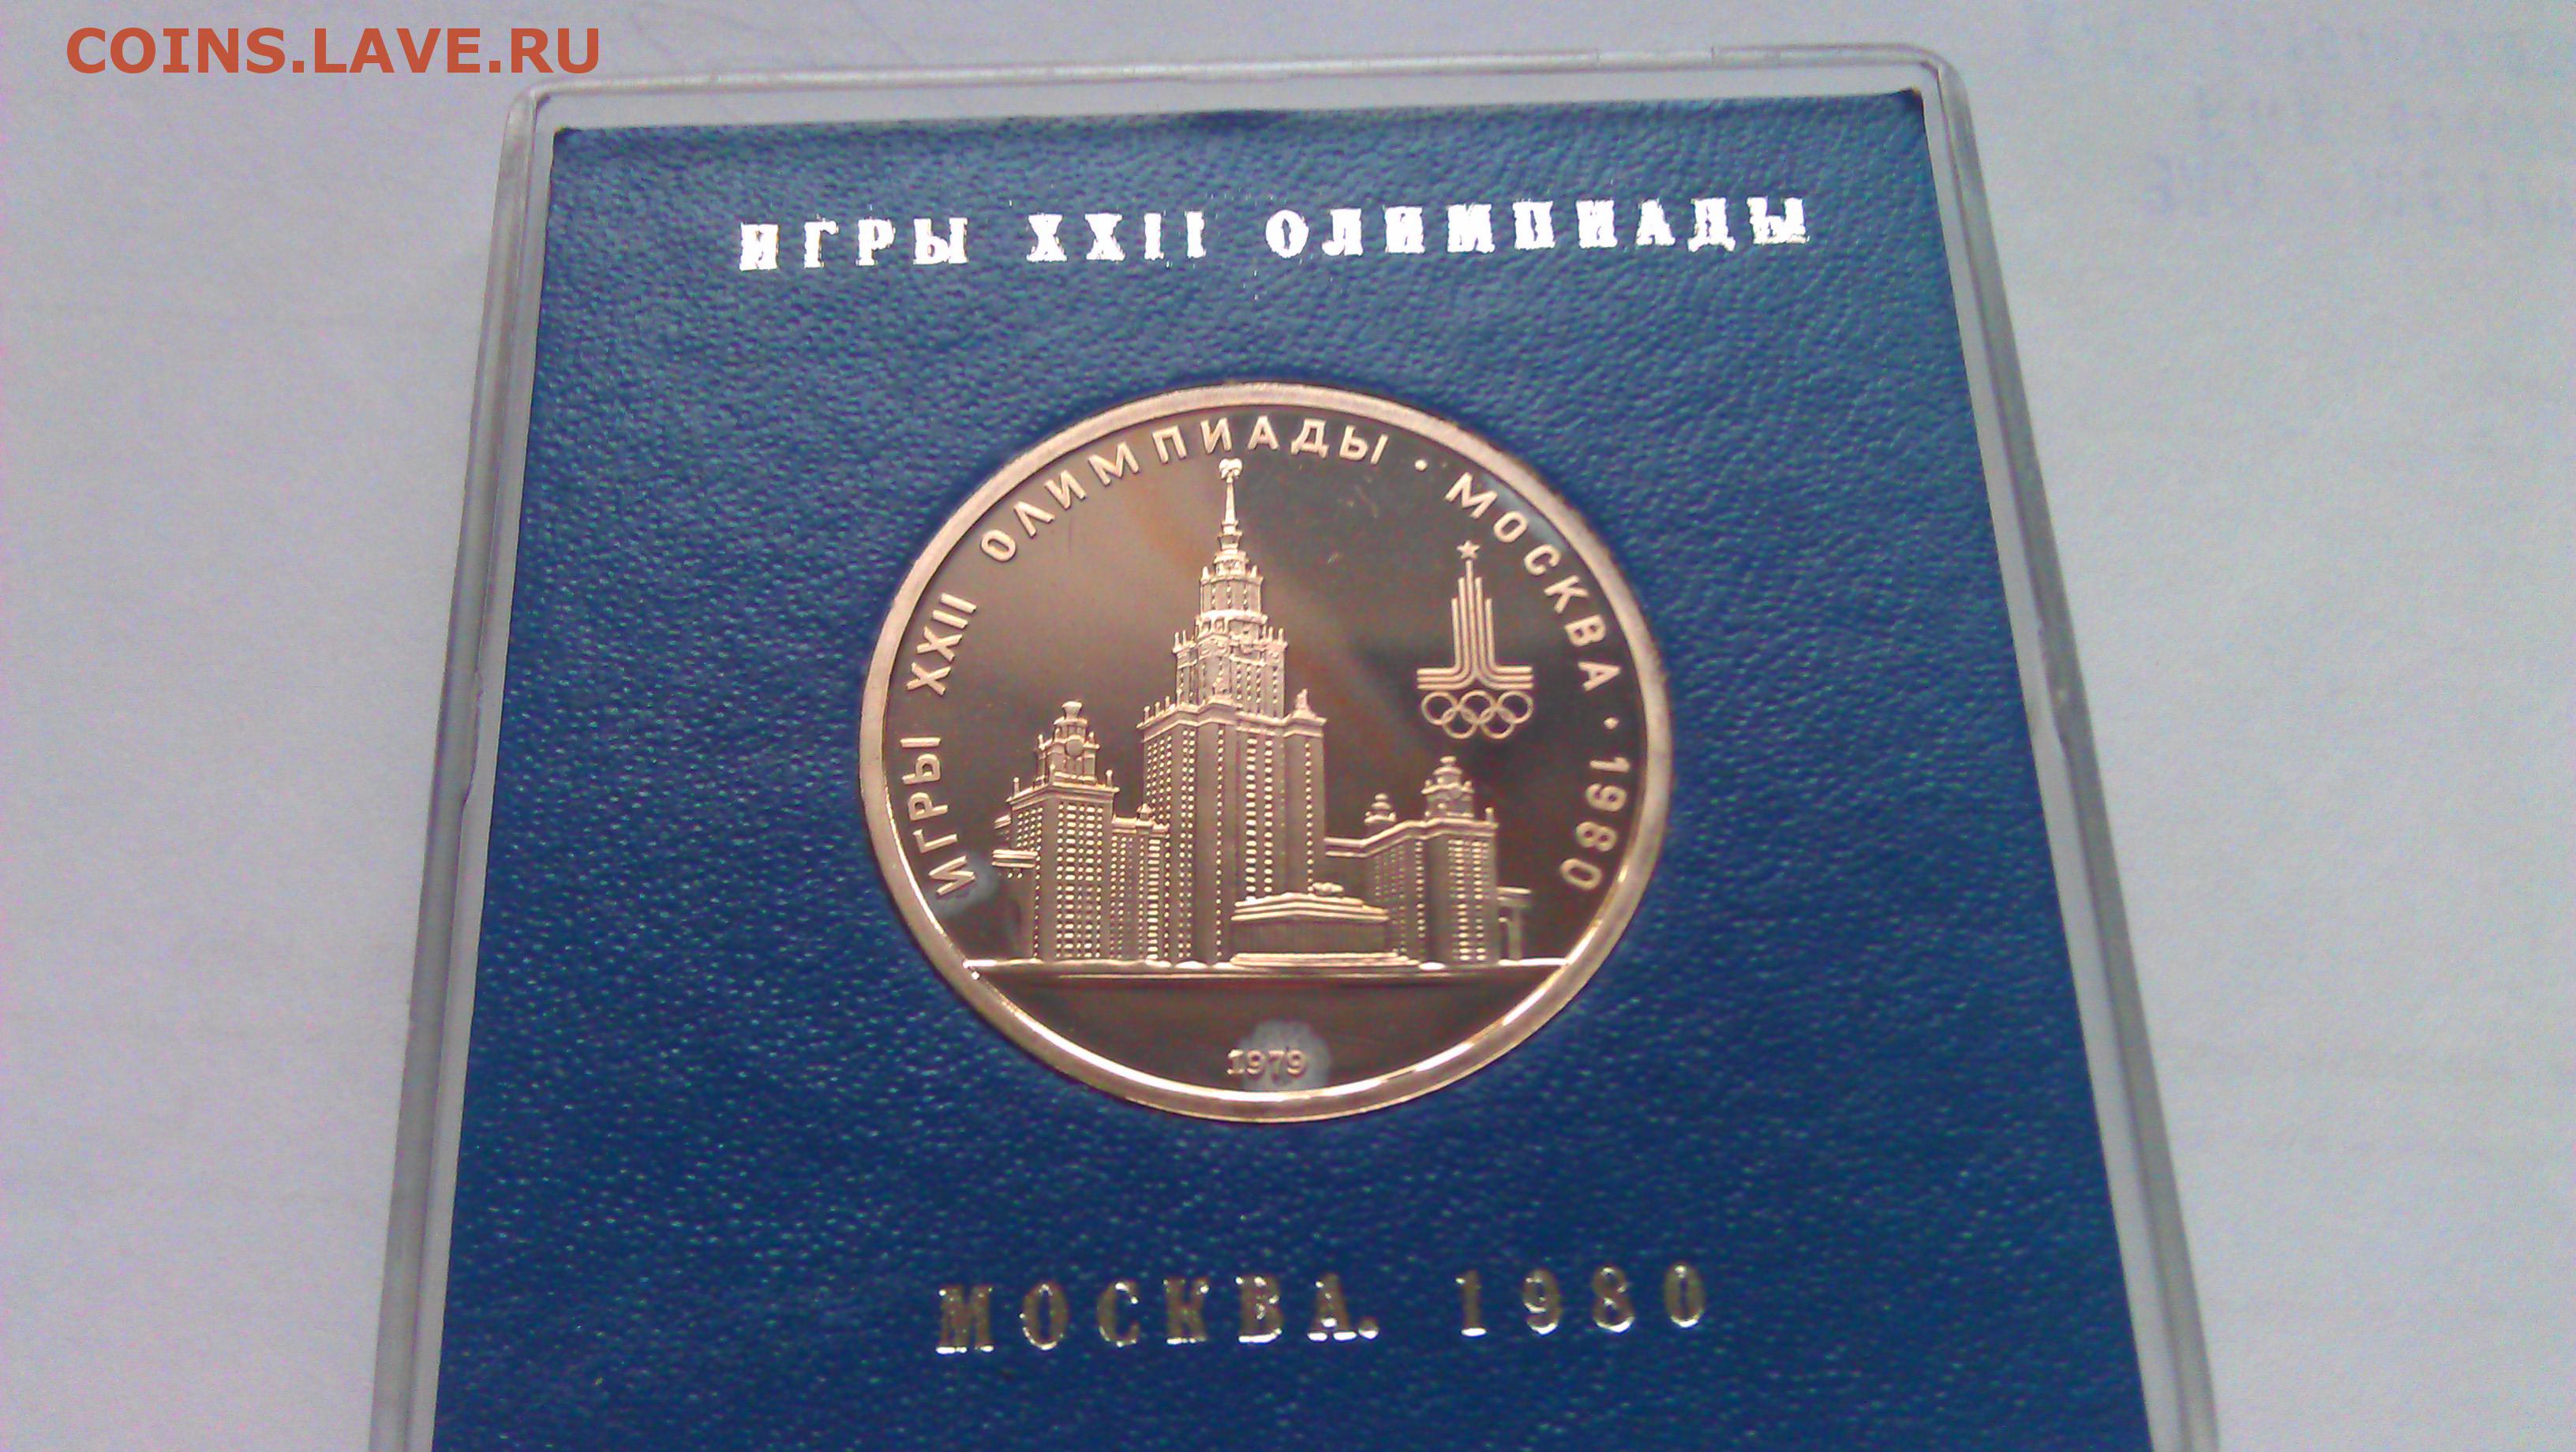 COINS.LAVE.RU
ИГРЫ XXII ОЛИМПИАДЫ
ИГРЫ XXII ОЛИМПИАДЫ · МОСКВА · 1980
1979
МОСКВА. 1980